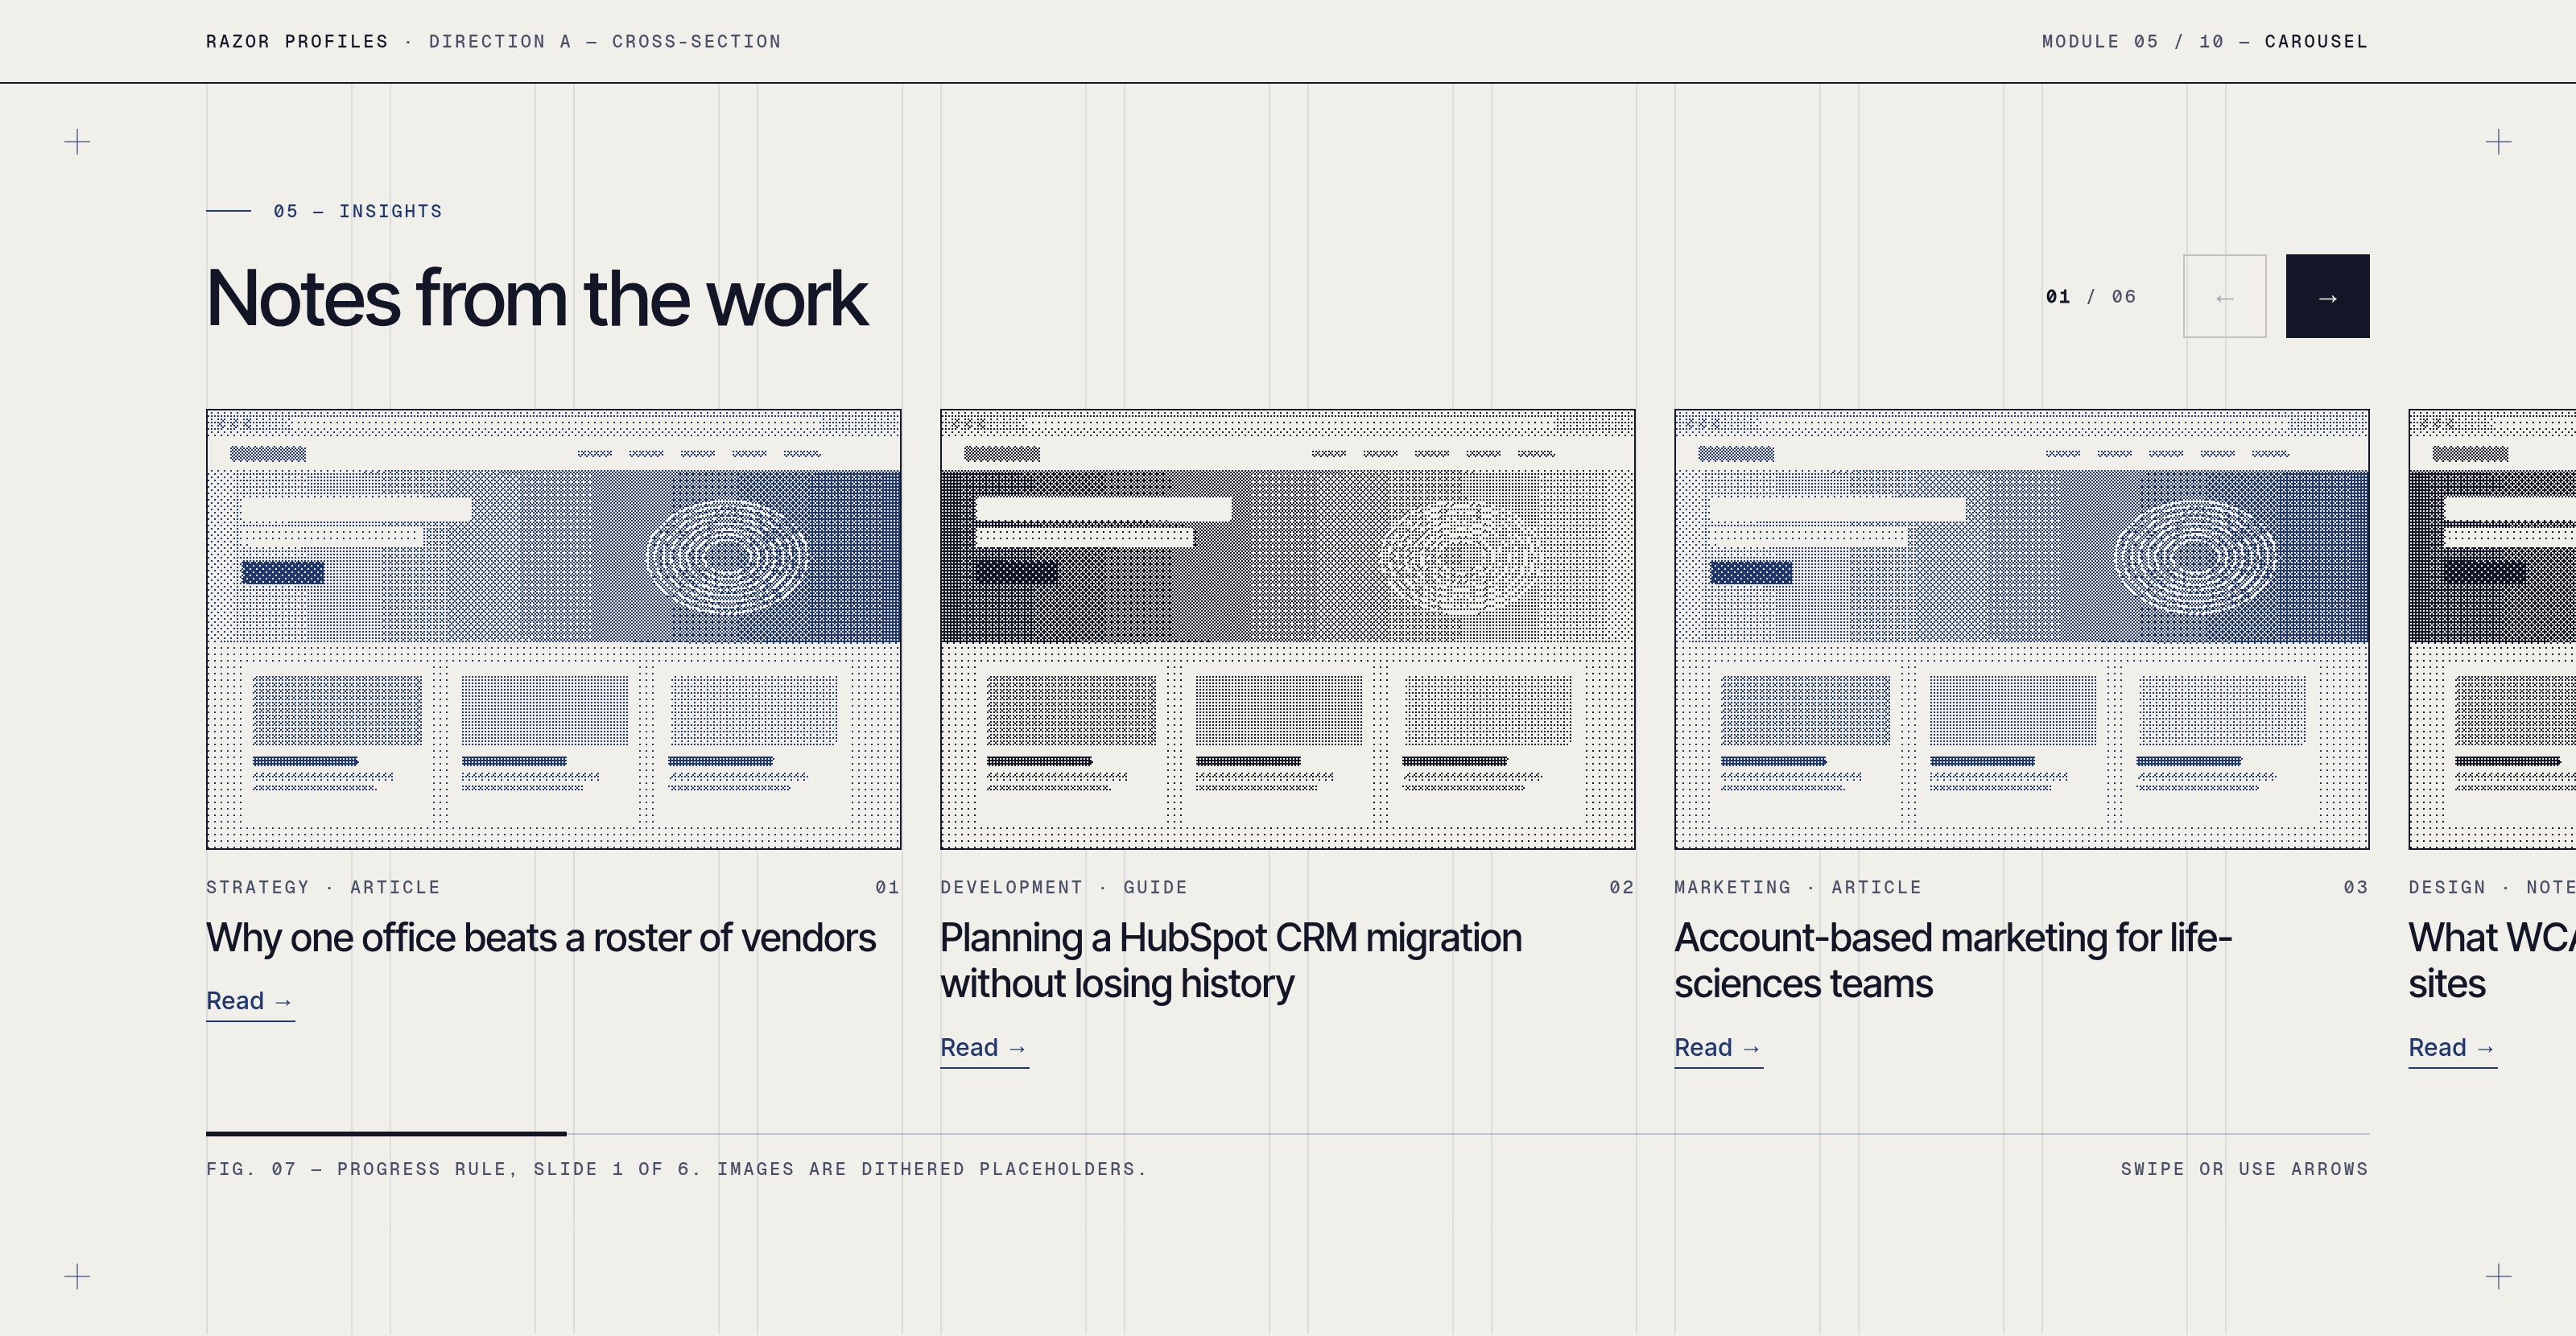 RAZOR PROFILES · DIRECTION A — CROSS-SECTION
MODULE 05 / 10 — CAROUSEL
05 — INSIGHTS
Notes from the work
01 / 06
←
→
STRATEGY · ARTICLE 01
Why one office beats a roster of vendors
Read →
DEVELOPMENT · GUIDE 02
Planning a HubSpot CRM migration
without losing history
Read →
MARKETING · ARTICLE 03
Account-based marketing for life-
sciences teams
Read →
DESIGN · NOTE
What WCA
sites
Read →
FIG. 07 — PROGRESS RULE, SLIDE 1 OF 6. IMAGES ARE DITHERED PLACEHOLDERS.
SWIPE OR USE ARROWS